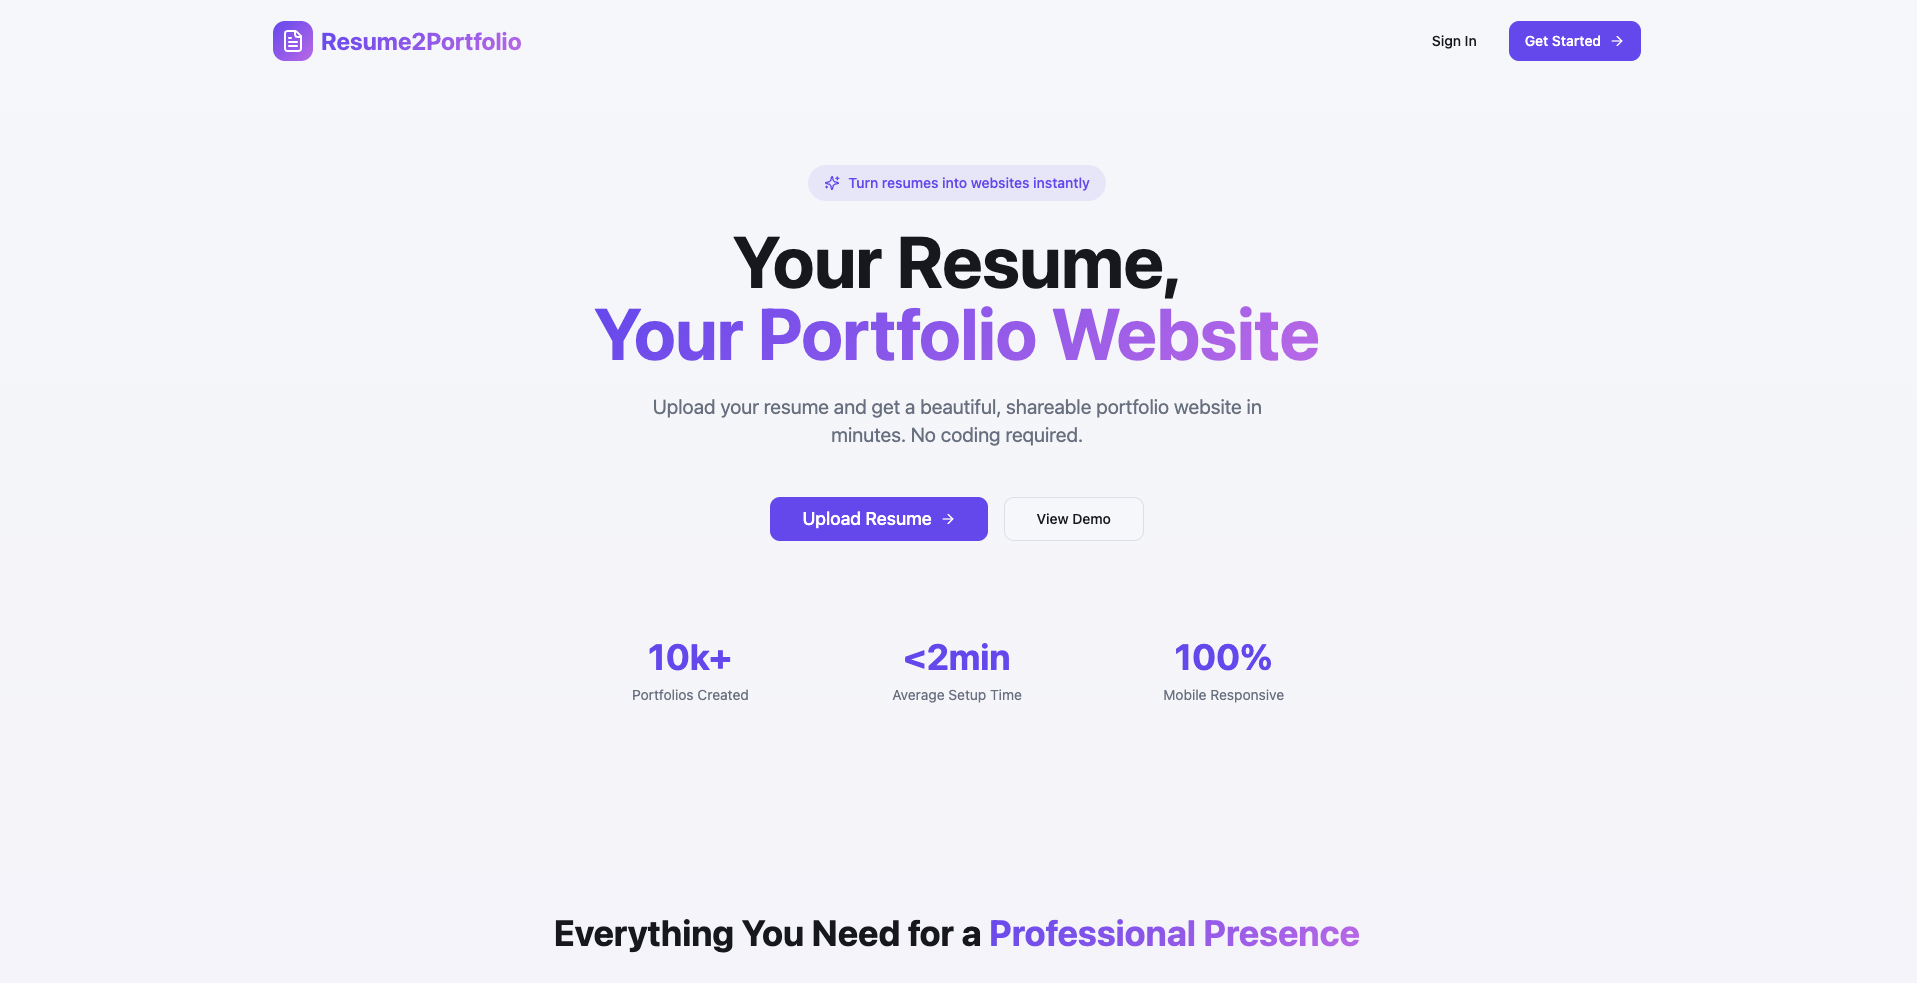 Resume2Portfolio
Sign In
Get Started
Turn resumes into websites instantly
Your Resume,
Your Portfolio Website
Upload your resume and get a beautiful, shareable portfolio website in
minutes. No coding required.
Upload Resume
View Demo
10k+
Portfolios Created
<2min
Average Setup Time
100%
Mobile Responsive
Everything You Need for a Professional Presence